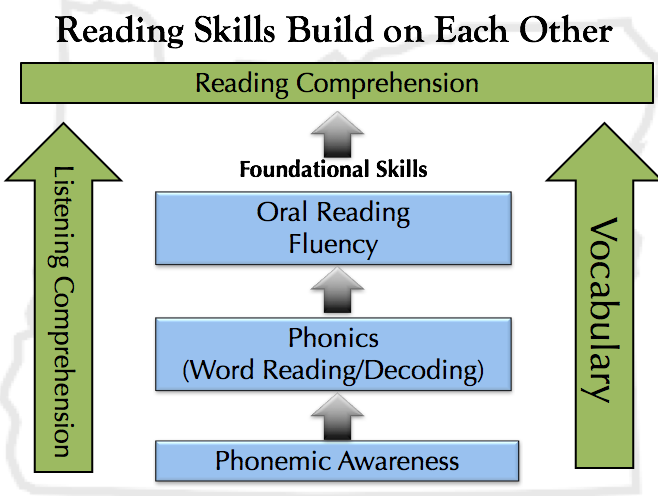 Reading Skills Build on Each Other
Reading Comprehension
Listening Comprehension
Foundational Skills
Oral Reading
Fluency
Phonics
(Word Reading/Decoding)
Phonemic Awareness
Vocabulary